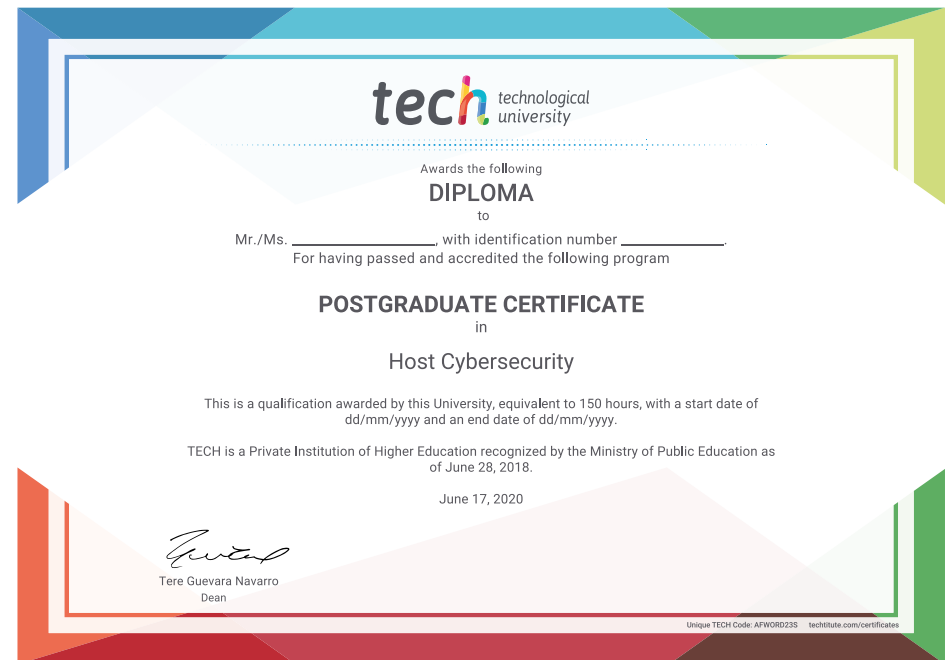 tech technological
university
Awards the following
DIPLOMA
to
Mr./Ms. ____________________, with identification number ______________.
For having passed and accredited the following program
POSTGRADUATE CERTIFICATE
in
Host Cybersecurity
This is a qualification awarded by this University, equivalent to 150 hours, with a start date of
dd/mm/yyyy and an end date of dd/mm/yyyy.
TECH is a Private Institution of Higher Education recognized by the Ministry of Public Education as
of June 28, 2018.
June 17, 2020
Tere Guevara Navarro
Dean
Unique TECH Code: AFWORD23S techtitute.com/certificates